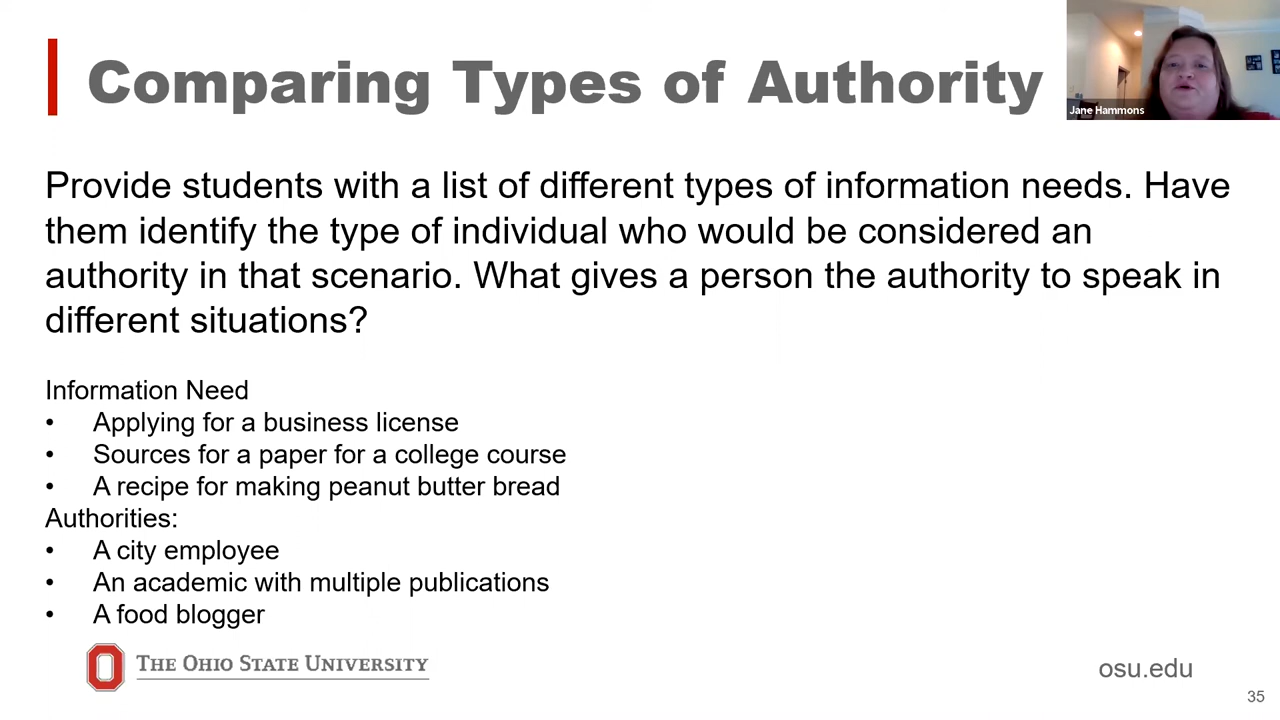 Comparing Types of Authority
Jane Hammons
Provide students with a list of different types of information needs. Have
them identify the type of individual who would be considered an
authority in that scenario. What gives a person the authority to speak in
different situations?
Information Need
• Applying for a business license
• Sources for a paper for a college course
• A recipe for making peanut butter bread
Authorities:
• A city employee
• An academic with multiple publications
• A food blogger
THE OHIO STATE UNIVERSITY
osu.edu
35